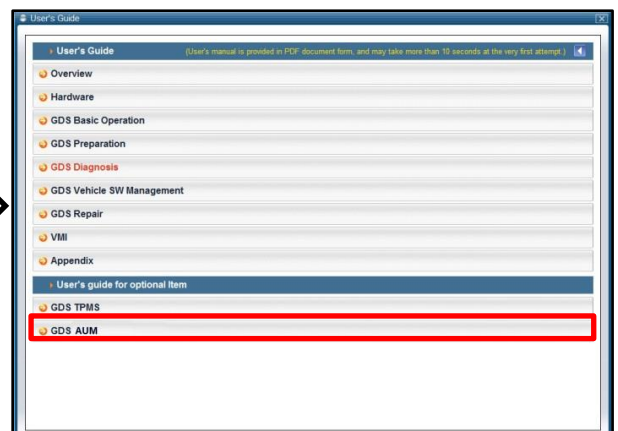 User's Guide
User's Guide (User's manual is provided in PDF document form, and may take more than 10 seconds at the very first attempt.)
Overview
Hardware
GDS Basic Operation
GDS Preparation
GDS Diagnosis
GDS Vehicle SW Management
GDS Repair
VMI
Appendix
User's guide for optional Item
GDS TPMS
GDS AUM